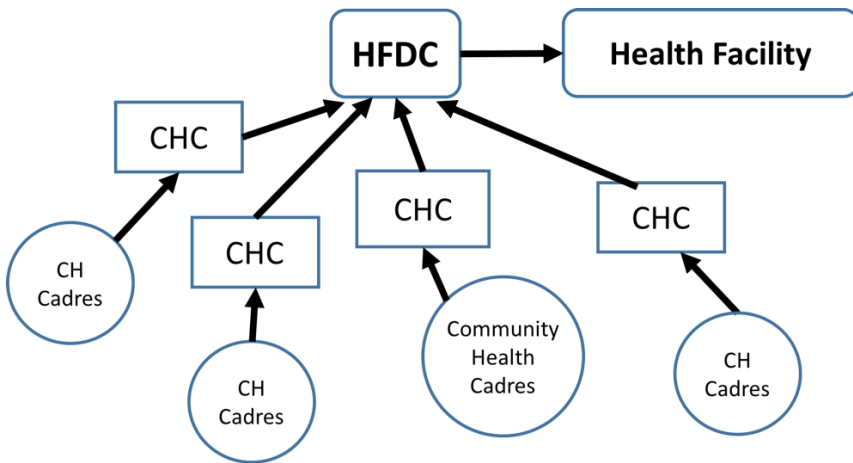 HFDC
Health Facility
CHC
CHC
CHC
CHC
CH
Cadres
CH
Cadres
Community
Health
Cadres
CH
Cadres